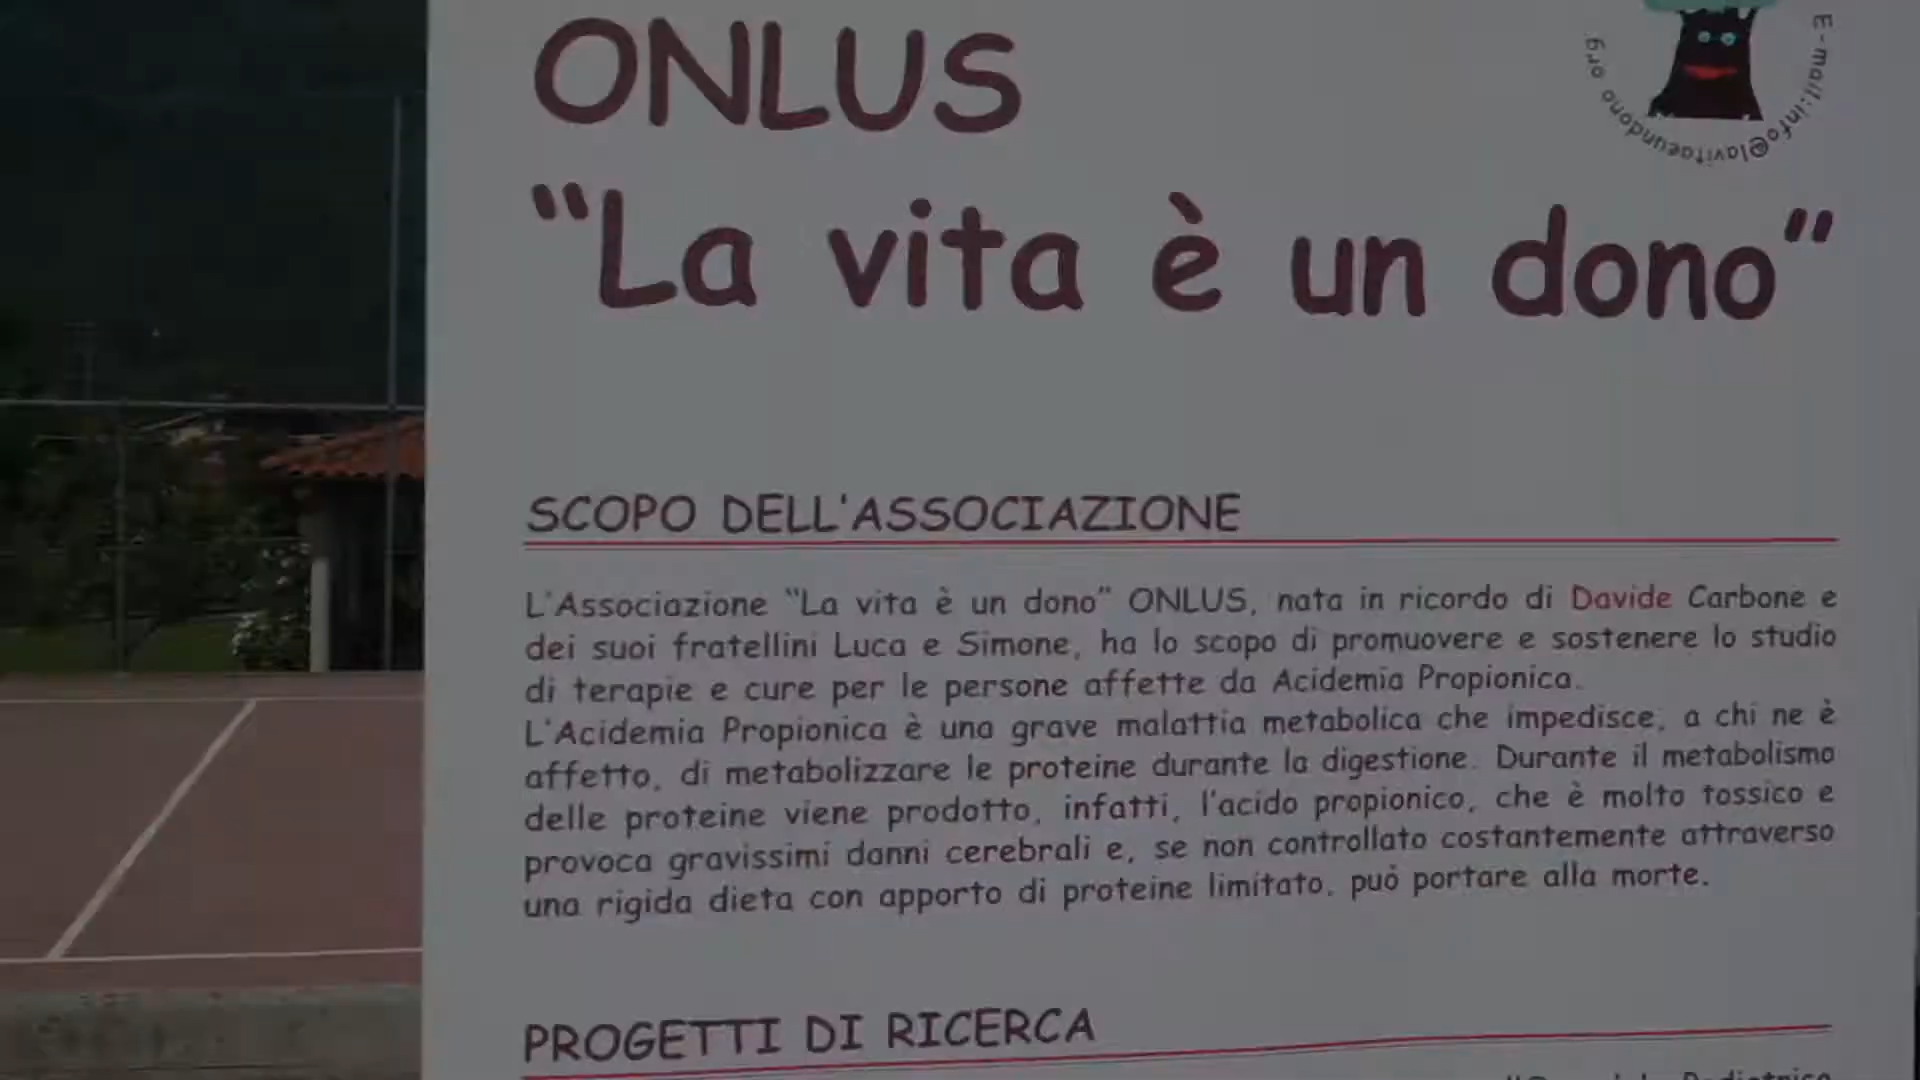 ONLUS
E-mail:info@lavitaeundono.org
“La vita è un dono”
SCOPO DELL'ASSOCIAZIONE
L'Associazione “La vita è un dono” ONLUS, nata in ricordo di Davide Carbone e
dei suoi fratellini Luca e Simone, ha lo scopo di promuovere e sostenere lo studio
di terapie e cure per le persone affette da Acidemia Propionica.
L'Acidemia Propionica è una grave malattia metabolica che impedisce, a chi ne è
affetto, di metabolizzare le proteine durante la digestione. Durante il metabolismo
delle proteine viene prodotto, infatti, l'acido propionico, che è molto tossico e
provoca gravissimi danni cerebrali e, se non controllato costantemente attraverso
una rigida dieta con apporto di proteine limitato, può portare alla morte.
PROGETTI DI RICERCA